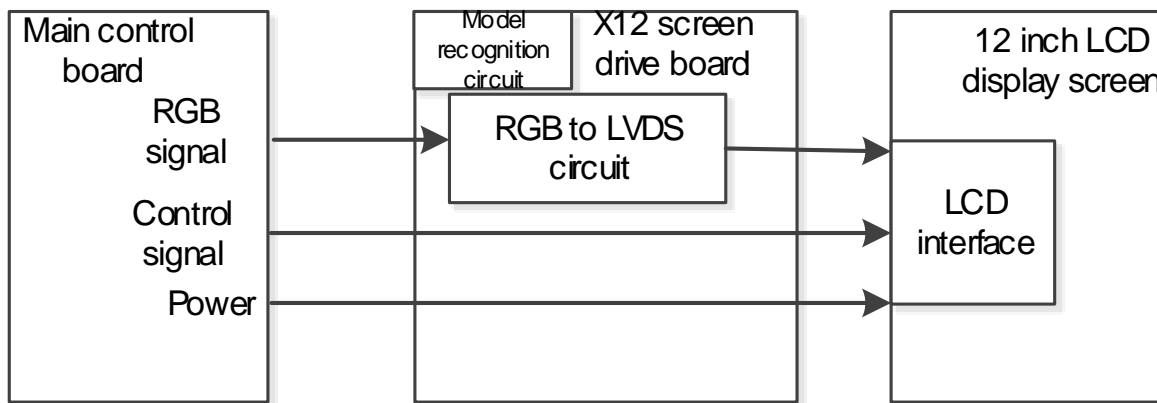 Main control
board
RGB
signal
Control
signal
Power
Model
recognition
circuit
X12 screen
drive board
RGB to LVDS
circuit
12 inch LCD
display screen
LCD
interface